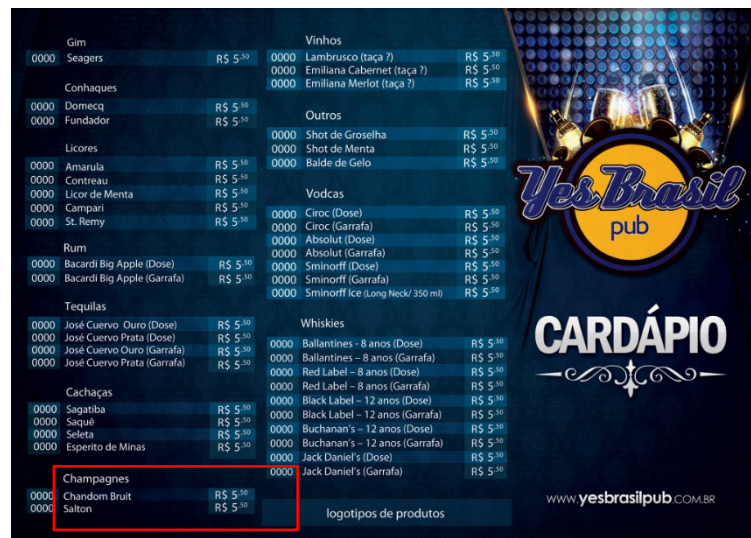 Gim
0000 Seagers R$ 5,50
Conhaques
0000 Domecq R$ 5,50
0000 Fundador R$ 5,50
Licores
0000 Amarula R$ 5,50
0000 Contreau R$ 5,50
0000 Licor de Menta R$ 5,50
0000 Campari R$ 5,50
0000 St. Remy R$ 5,50
Rum
0000 Bacardi Big Apple (Dose) R$ 5,50
0000 Bacardi Big Apple (Garrafa) R$ 5,50
Tequilas
0000 José Cuervo Ouro (Dose) R$ 5,50
0000 José Cuervo Prata (Dose) R$ 5,50
0000 José Cuervo Ouro (Garrafa) R$ 5,50
0000 José Cuervo Prata (Garrafa) R$ 5,50
Cachaças
0000 Sagatiba R$ 5,50
0000 Saquê R$ 5,50
0000 Seleta R$ 5,50
0000 Esperito de Minas R$ 5,50
Champagnes
0000 Chandom Bruit R$ 5,50
0000 Salton R$ 5,50
Vinhos
0000 Lambrusco (taça ?) R$ 5,50
0000 Emiliana Cabernet (taça ?) R$ 5,50
0000 Emiliana Merlot (taça ?) R$ 5,50
Outros
0000 Shot de Groselha R$ 5,50
0000 Shot de Menta R$ 5,50
0000 Balde de Gelo R$ 5,50
Vodcas
0000 Ciroc (Dose) R$ 5,50
0000 Ciroc (Garrafa) R$ 5,50
0000 Absolut (Dose) R$ 5,50
0000 Absolut (Garrafa) R$ 5,50
0000 Sminorff (Dose) R$ 5,50
0000 Sminorff (Garrafa) R$ 5,50
0000 Sminorff Ice (Long Neck/ 350 ml) R$ 5,50
Whiskies
0000 Ballantines - 8 anos (Dose) R$ 5,50
0000 Ballantines – 8 anos (Garrafa) R$ 5,50
0000 Red Label – 8 anos (Dose) R$ 5,50
0000 Red Label – 8 anos (Garrafa) R$ 5,50
0000 Black Label – 12 anos (Dose) R$ 5,50
0000 Black Label – 12 anos (Garrafa) R$ 5,50
0000 Buchanan's – 12 anos (Dose) R$ 5,50
0000 Buchanan's – 12 anos (Garrafa) R$ 5,50
0000 Jack Daniel's (Dose) R$ 5,50
0000 Jack Daniel's (Garrafa) R$ 5,50
logotipos de produtos
Yes Brasil
pub
CARDÁPIO
www.yesbrasilpub.com.br